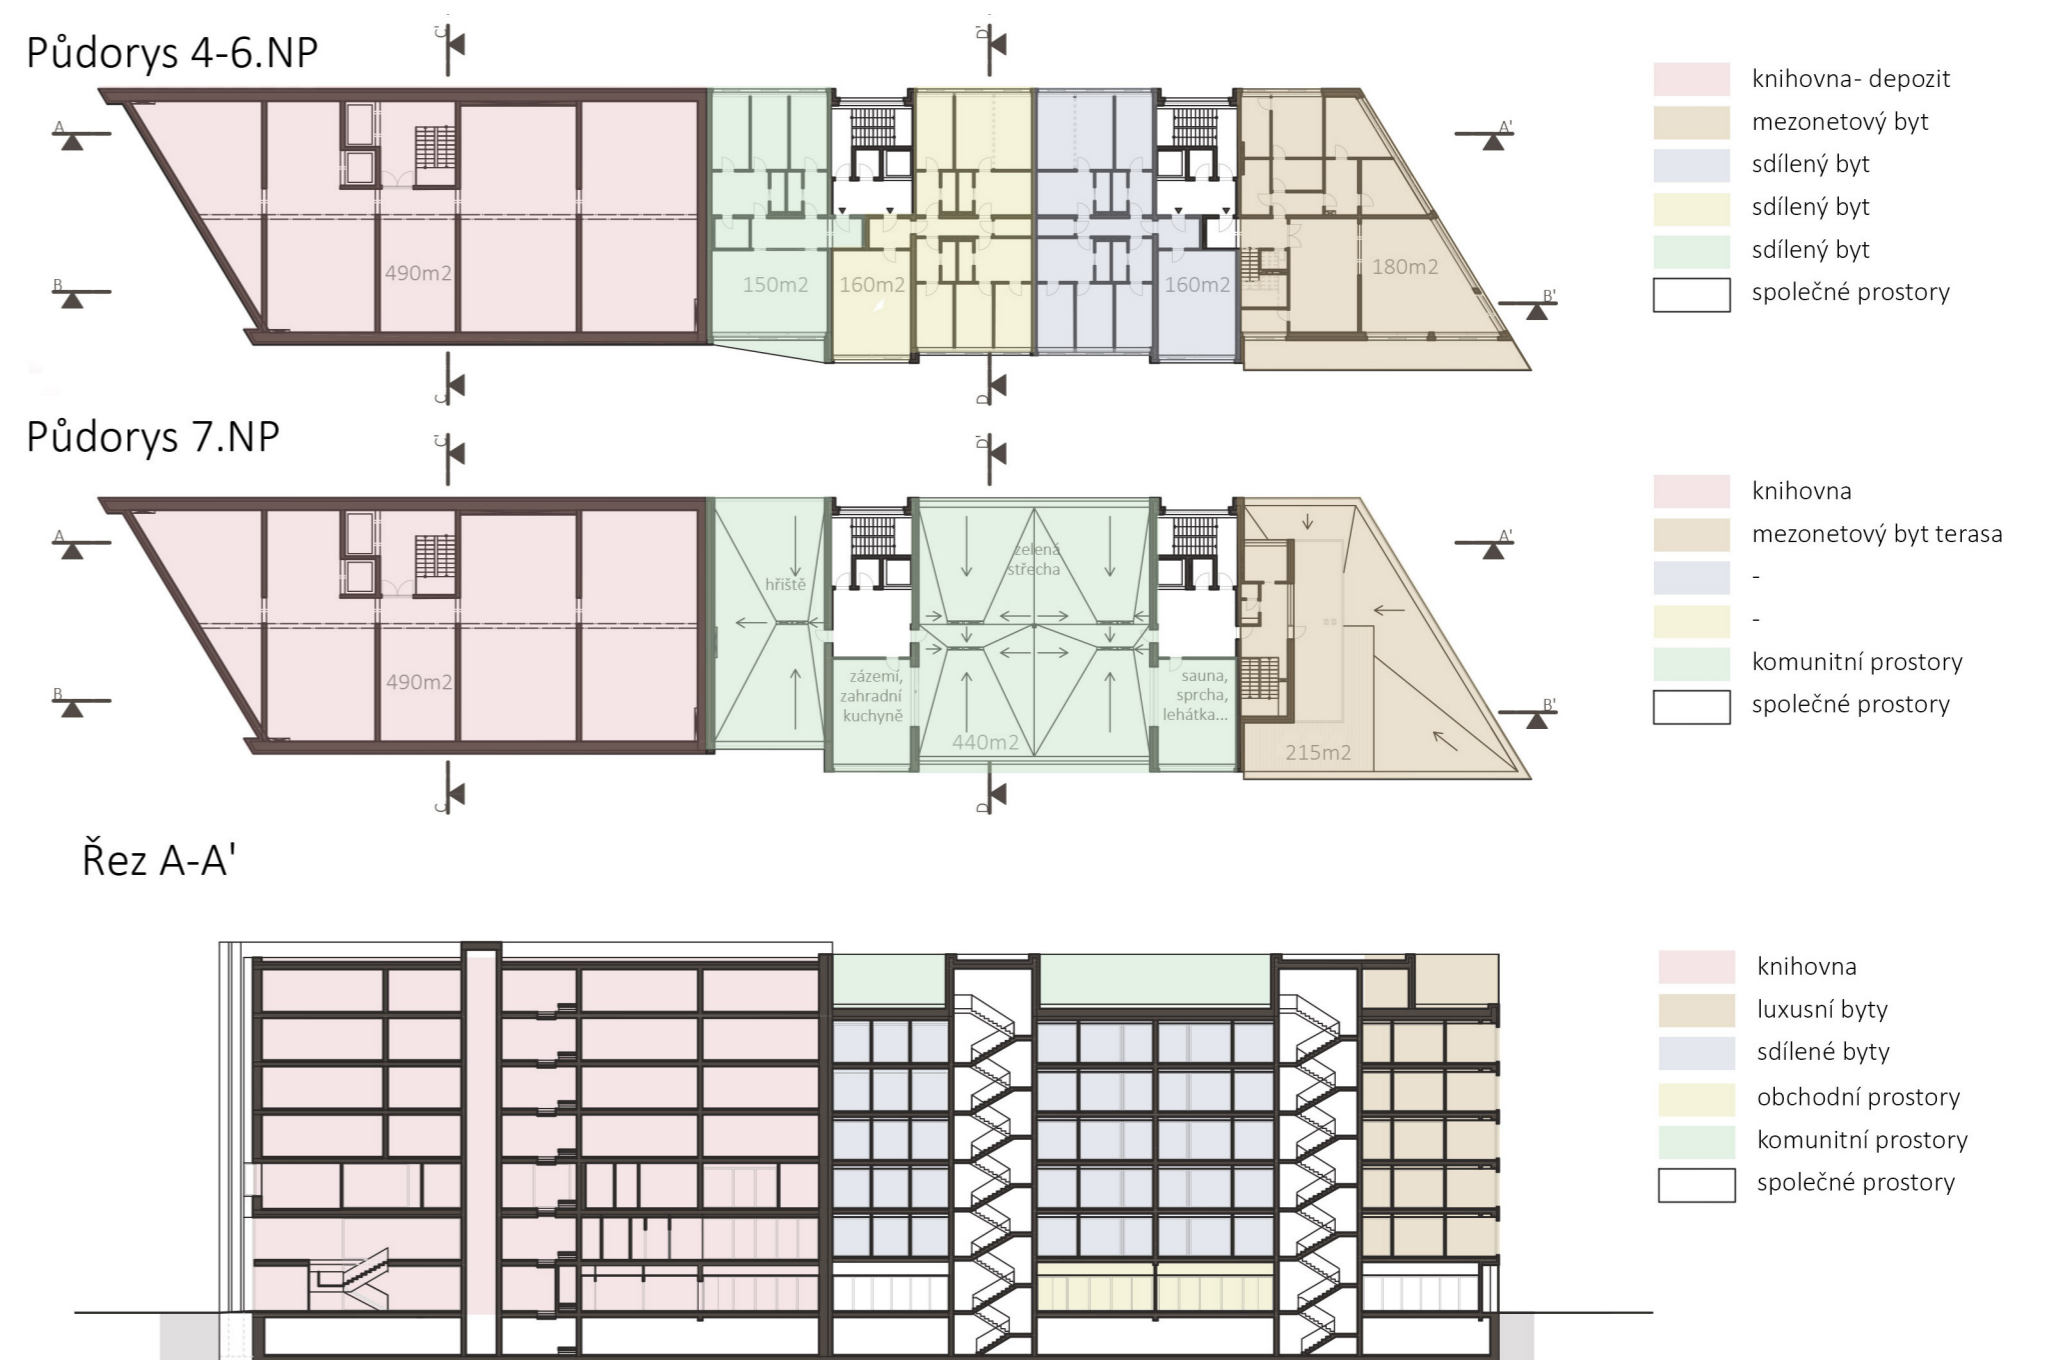 Půdorys 4-6.NP
C'
D'
A
A'
B
B'
490m2
150m2
160m2
160m2
180m2
C
D
knihovna- depozit
mezonetový byt
sdílený byt
sdílený byt
sdílený byt
společné prostory
Půdorys 7.NP
C'
D'
A
A'
B
B'
490m2
hřiště
zelená
střecha
zázemí,
zahradní
kuchyně
440m2
sauna,
sprcha,
lehátka...
215m2
C
D
knihovna
mezonetový byt terasa
-
-
komunitní prostory
společné prostory
Řez A-A'
knihovna
luxusní byty
sdílené byty
obchodní prostory
komunitní prostory
společné prostory